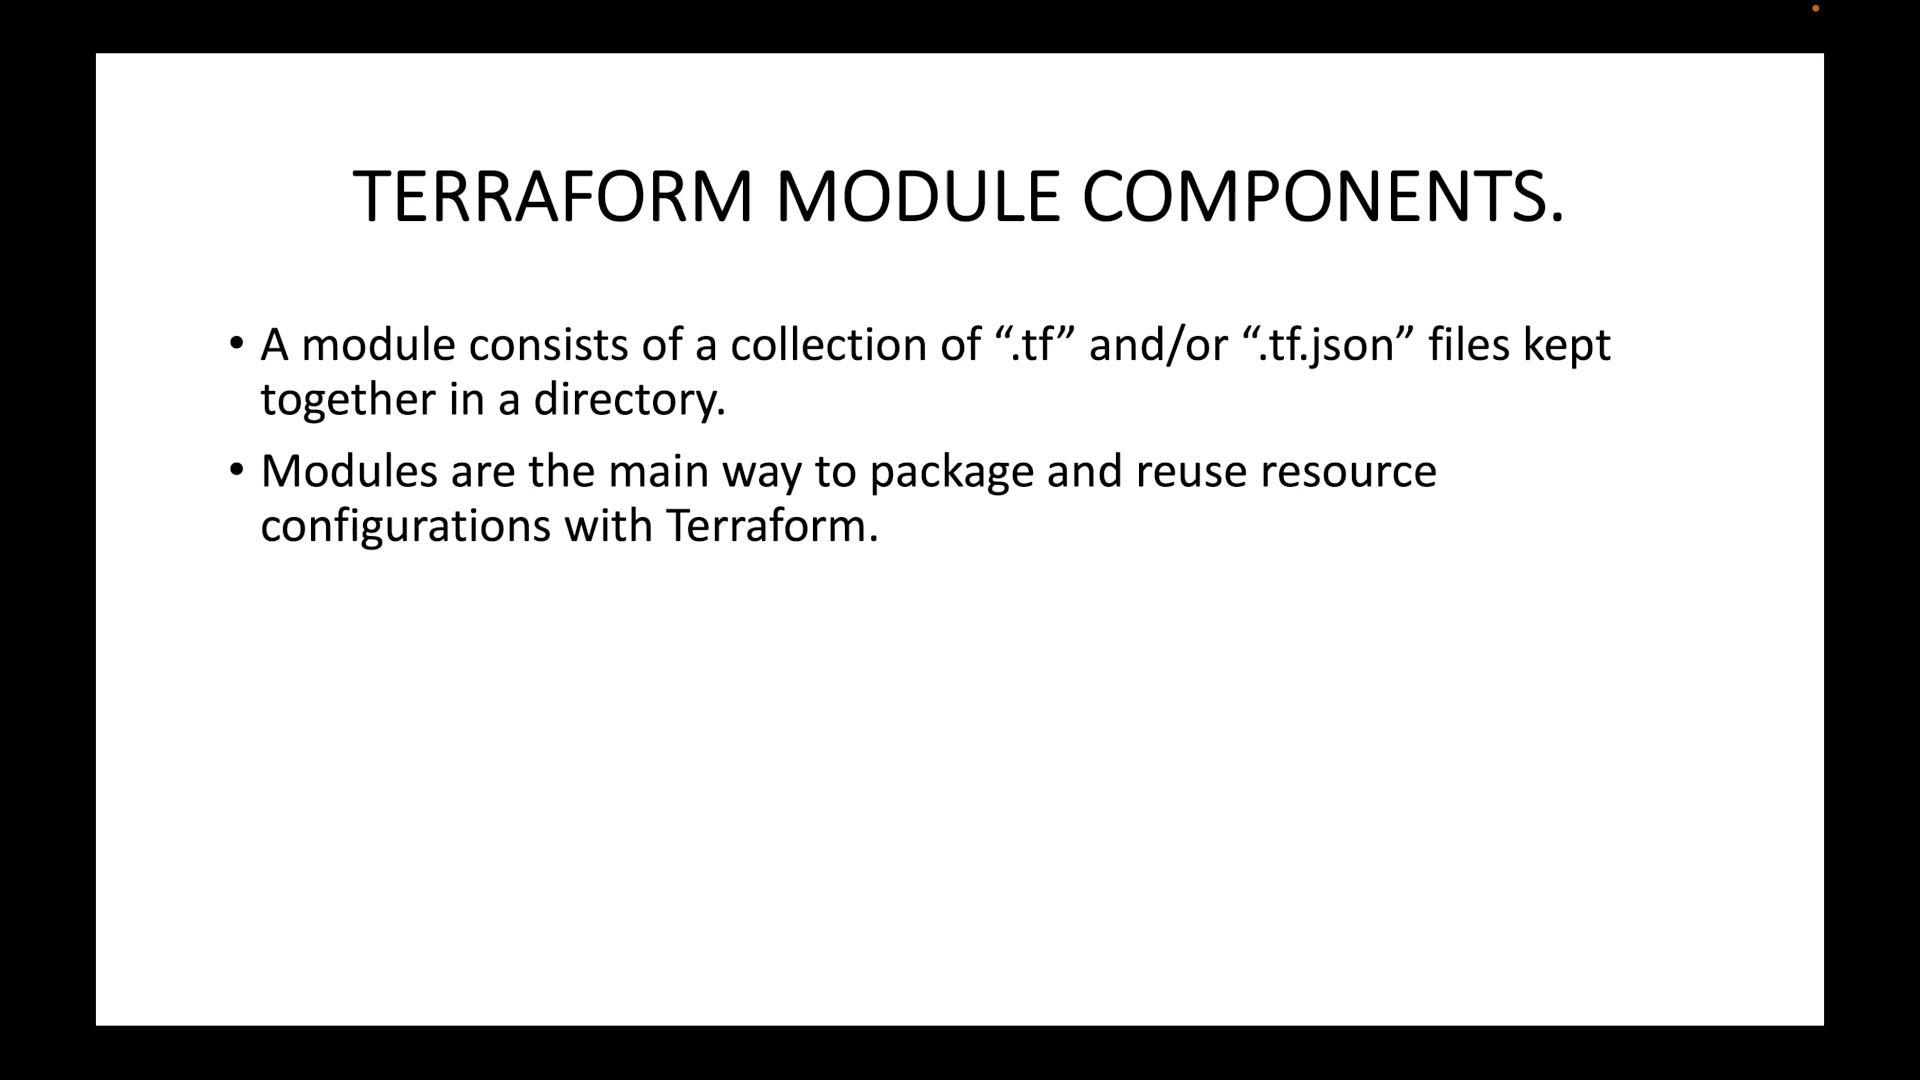 TERRAFORM MODULE COMPONENTS.
• A module consists of a collection of “.tf” and/or “.tf.json” files kept
together in a directory.
• Modules are the main way to package and reuse resource
configurations with Terraform.